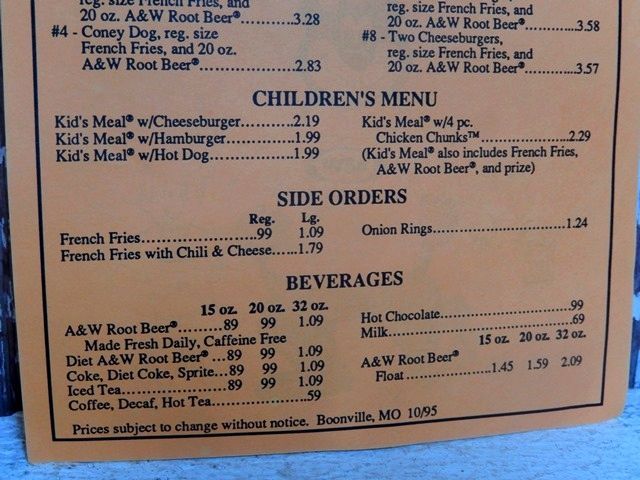 reg. size French Fries, and
20 oz. A&W Root Beer®..............3.28
#4 - Coney Dog, reg. size
French Fries, and 20 oz.
A&W Root Beer®..................2.83
reg. size French Fries, and
20 oz. A&W Root Beer®............3.58
#8 - Two Cheeseburgers,
reg. size French Fries, and
20 oz. A&W Root Beer®............3.57
CHILDREN'S MENU
Kid's Meal® w/Cheeseburger..........2.19
Kid's Meal® w/Hamburger............1.99
Kid's Meal® w/Hot Dog................1.99
Kid's Meal® w/4 pc.
Chicken Chunks™..................2.29
(Kid's Meal® also includes French Fries,
A&W Root Beer®, and prize)
SIDE ORDERS
Reg. Lg.
French Fries......................99 1.09
French Fries with Chili & Cheese......1.79
Onion Rings..........................1.24
BEVERAGES
15 oz. 20 oz. 32 oz.
A&W Root Beer®.........89 99 1.09
Made Fresh Daily, Caffeine Free
Diet A&W Root Beer® ...89 99 1.09
Coke, Diet Coke, Sprite...89 99 1.09
Iced Tea.....................89 99 1.09
Coffee, Decaf, Hot Tea...................59
Hot Chocolate..........................99
Milk.....................................69
15 oz. 20 oz. 32 oz.
A&W Root Beer®
Float.................1.45 1.59 2.09
Prices subject to change without notice. Boonville, MO 10/95